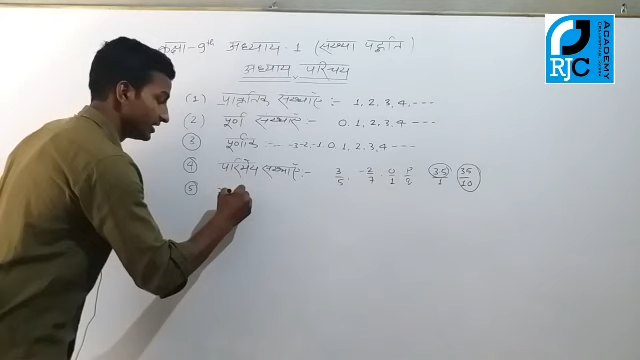 कक्षा-9th अध्याय-1 (संख्या पद्धति)
अध्याय परिचय
(1) प्राकृतिक संख्याएँ :- 1, 2, 3, 4, ---
(2) पूर्ण संख्याएँ - 0, 1, 2, 3, 4 ---
(3) पूर्णांक :- ... -3 -2, -1, 0, 1, 2, 3, 4 ---
(4) परिमेय संख्याएँ :- 3/5, -2/7, 0/1, p/q 35/1 35/10
(5)
RJC
ACADEMY